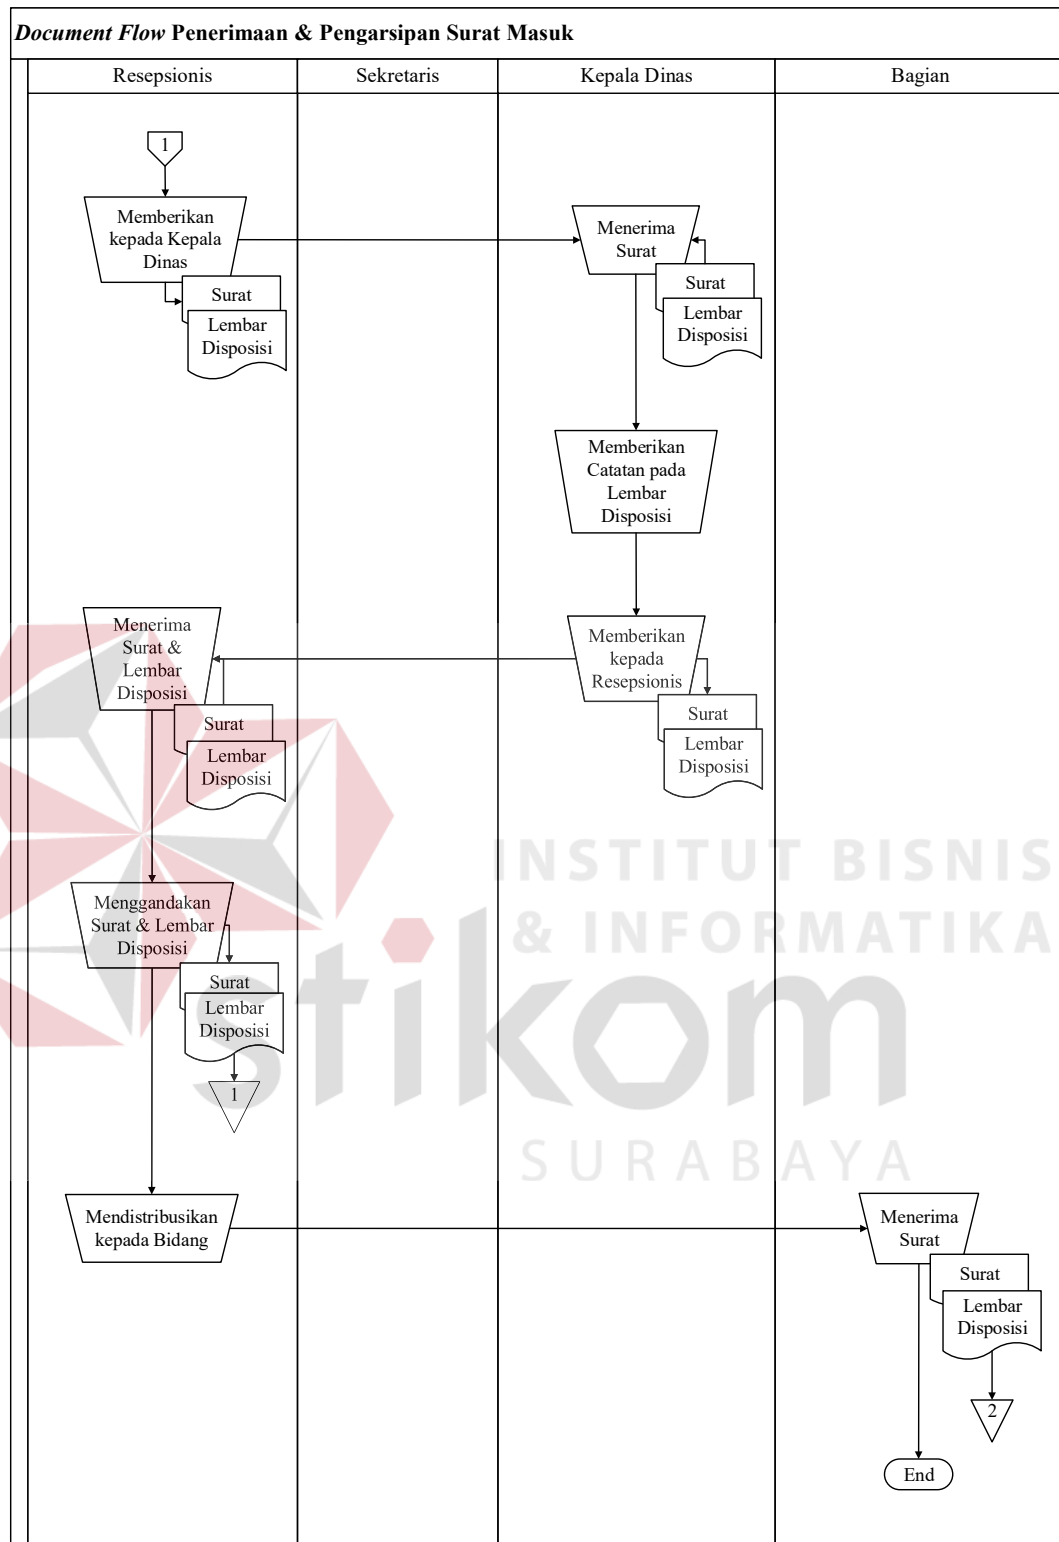 Document Flow Penerimaan & Pengarsipan Surat Masuk
Resepsionis
Sekretaris
Kepala Dinas
Bagian
1
Memberikan
kepada Kepala
Dinas
Surat
Lembar
Disposisi
Menerima
Surat
Surat
Lembar
Disposisi
Memberikan
Catatan pada
Lembar
Disposisi
Memberikan
kepada
Resepsionis
Surat
Lembar
Disposisi
Menerima
Surat &
Lembar
Disposisi
Surat
Lembar
Disposisi
Menggandakan
Surat & Lembar
Disposisi
Surat
Lembar
Disposisi
1
Mendistribusikan
kepada Bidang
Menerima
Surat
Surat
Lembar
Disposisi
2
End
INSTITUT BISNIS
& INFORMATIKA
stikom
SURABAYA